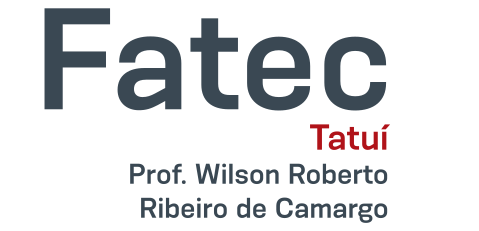 Fatec
Tatuí
Prof. Wilson Roberto
Ribeiro de Camargo